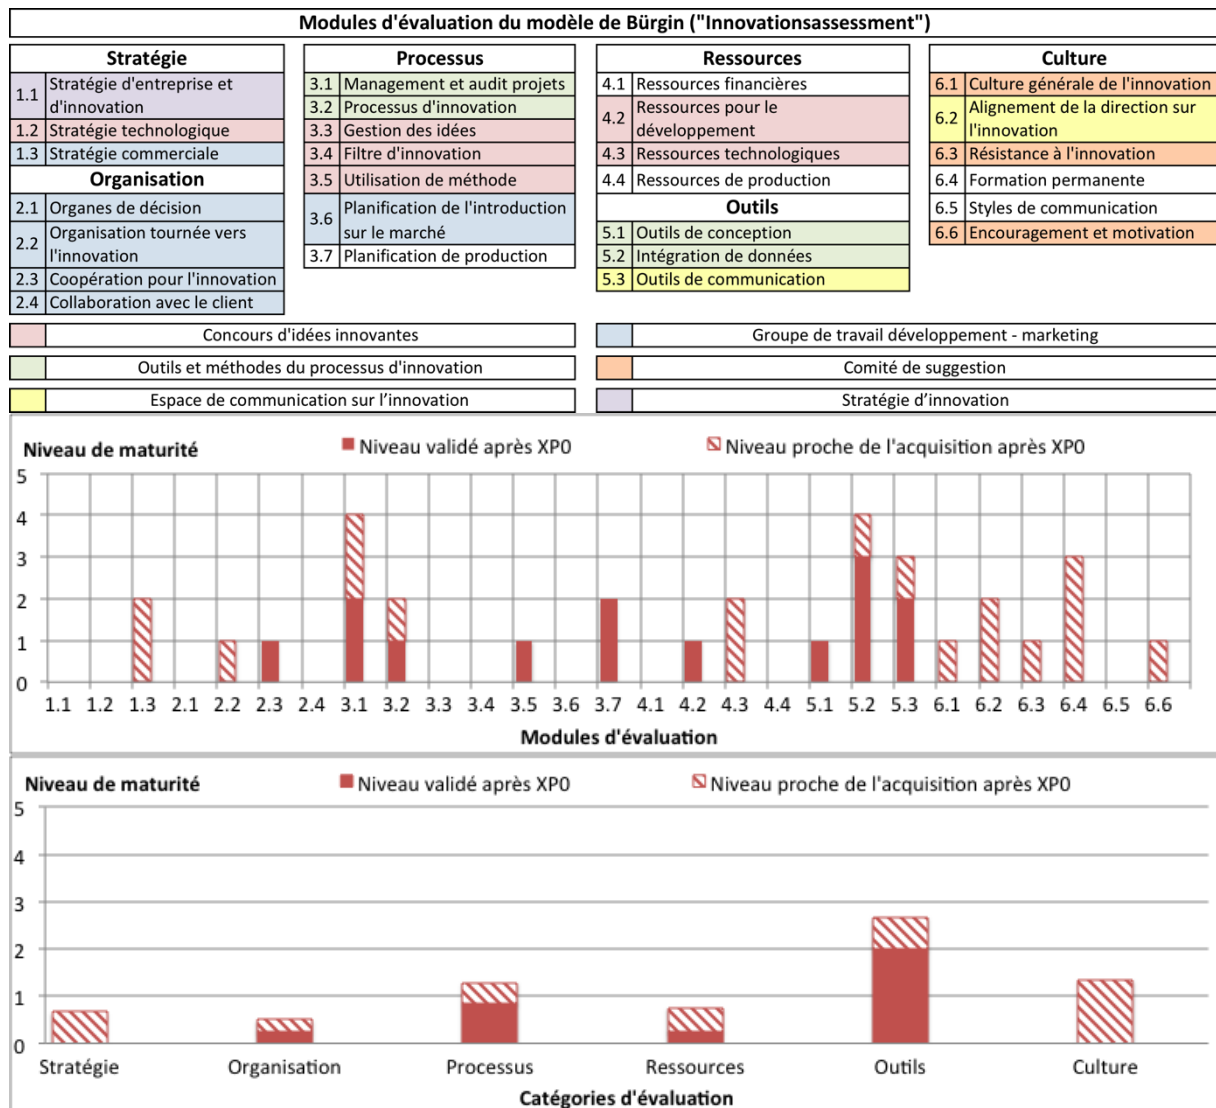 Modules d'évaluation du modèle de Bürgin ("Innovationsassessment")
Stratégie
1.1 Stratégie d'entreprise et
d'innovation
1.2 Stratégie technologique
1.3 Stratégie commerciale
Organisation
2.1 Organes de décision
2.2 Organisation tournée vers
l'innovation
2.3 Coopération pour l'innovation
2.4 Collaboration avec le client
Processus
3.1 Management et audit projets
3.2 Processus d'innovation
3.3 Gestion des idées
3.4 Filtre d'innovation
3.5 Utilisation de méthode
3.6 Planification de l'introduction
sur le marché
3.7 Planification de production
Ressources
4.1 Ressources financières
4.2 Ressources pour le
développement
4.3 Ressources technologiques
4.4 Ressources de production
Outils
5.1 Outils de conception
5.2 Intégration de données
5.3 Outils de communication
Culture
6.1 Culture générale de l'innovation
6.2 Alignement de la direction sur
l'innovation
6.3 Résistance à l'innovation
6.4 Formation permanente
6.5 Styles de communication
6.6 Encouragement et motivation
Concours d'idées innovantes
Groupe de travail développement - marketing
Outils et méthodes du processus d'innovation
Comité de suggestion
Espace de communication sur l’innovation
Stratégie d’innovation
Niveau de maturité
Niveau validé après XP0
Niveau proche de l'acquisition après XP0
5
4
3
2
1
0
1.1 1.2 1.3 2.1 2.2 2.3 2.4 3.1 3.2 3.3 3.4 3.5 3.6 3.7 4.1 4.2 4.3 4.4 5.1 5.2 5.3 6.1 6.2 6.3 6.4 6.5 6.6
Modules d'évaluation
Niveau de maturité
Niveau validé après XP0
Niveau proche de l'acquisition après XP0
5
4
3
2
1
0
Stratégie Organisation Processus Ressources Outils Culture
Catégories d'évaluation